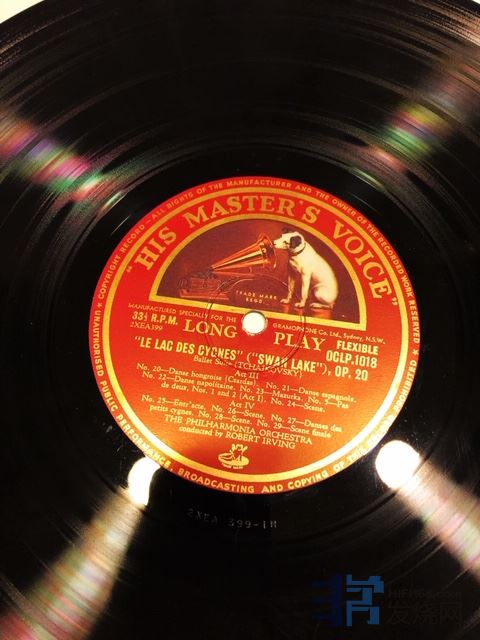 COPYRIGHT RECORD — ALL RIGHTS OF THE MANUFACTURER AND THE OWNER OF THE RECORDED WORK RESERVED
"HIS MASTER'S VOICE"
TRADE MARK
REGD.
MANUFACTURED SPECIALLY FOR THE GRAMOPHONE Co. Ltd., Sydney, N.S.W.
33⅓ R.P.M. LONG PLAY FLEXIBLE
2XEA399 OCLP.1018
"LE LAC DES CYGNES" ("SWAN LAKE"), OP. 20
Ballet Suite (TCHAIKOVSKY)
Act III
No. 20—Danse hongroise (Czardas). No. 21—Danse espagnole.
No. 22—Danse napolitaine. No. 23—Mazurka. No. 5—Pas
de deux, Nos. 1 and 2 (Act I). No. 24—Scene.
Act IV
No. 25—Entr'acte. No. 26—Scene. No. 27—Danses des
petits cygnes. No. 28—Scene. No. 29—Scene finale
THE PHILHARMONIA ORCHESTRA
conducted by ROBERT IRVING
UNAUTHORISED PUBLIC PERFORMANCE, BROADCASTING AND COPYING OF THIS RECORD PROHIBITED
2XEA 399-1N
发烧网